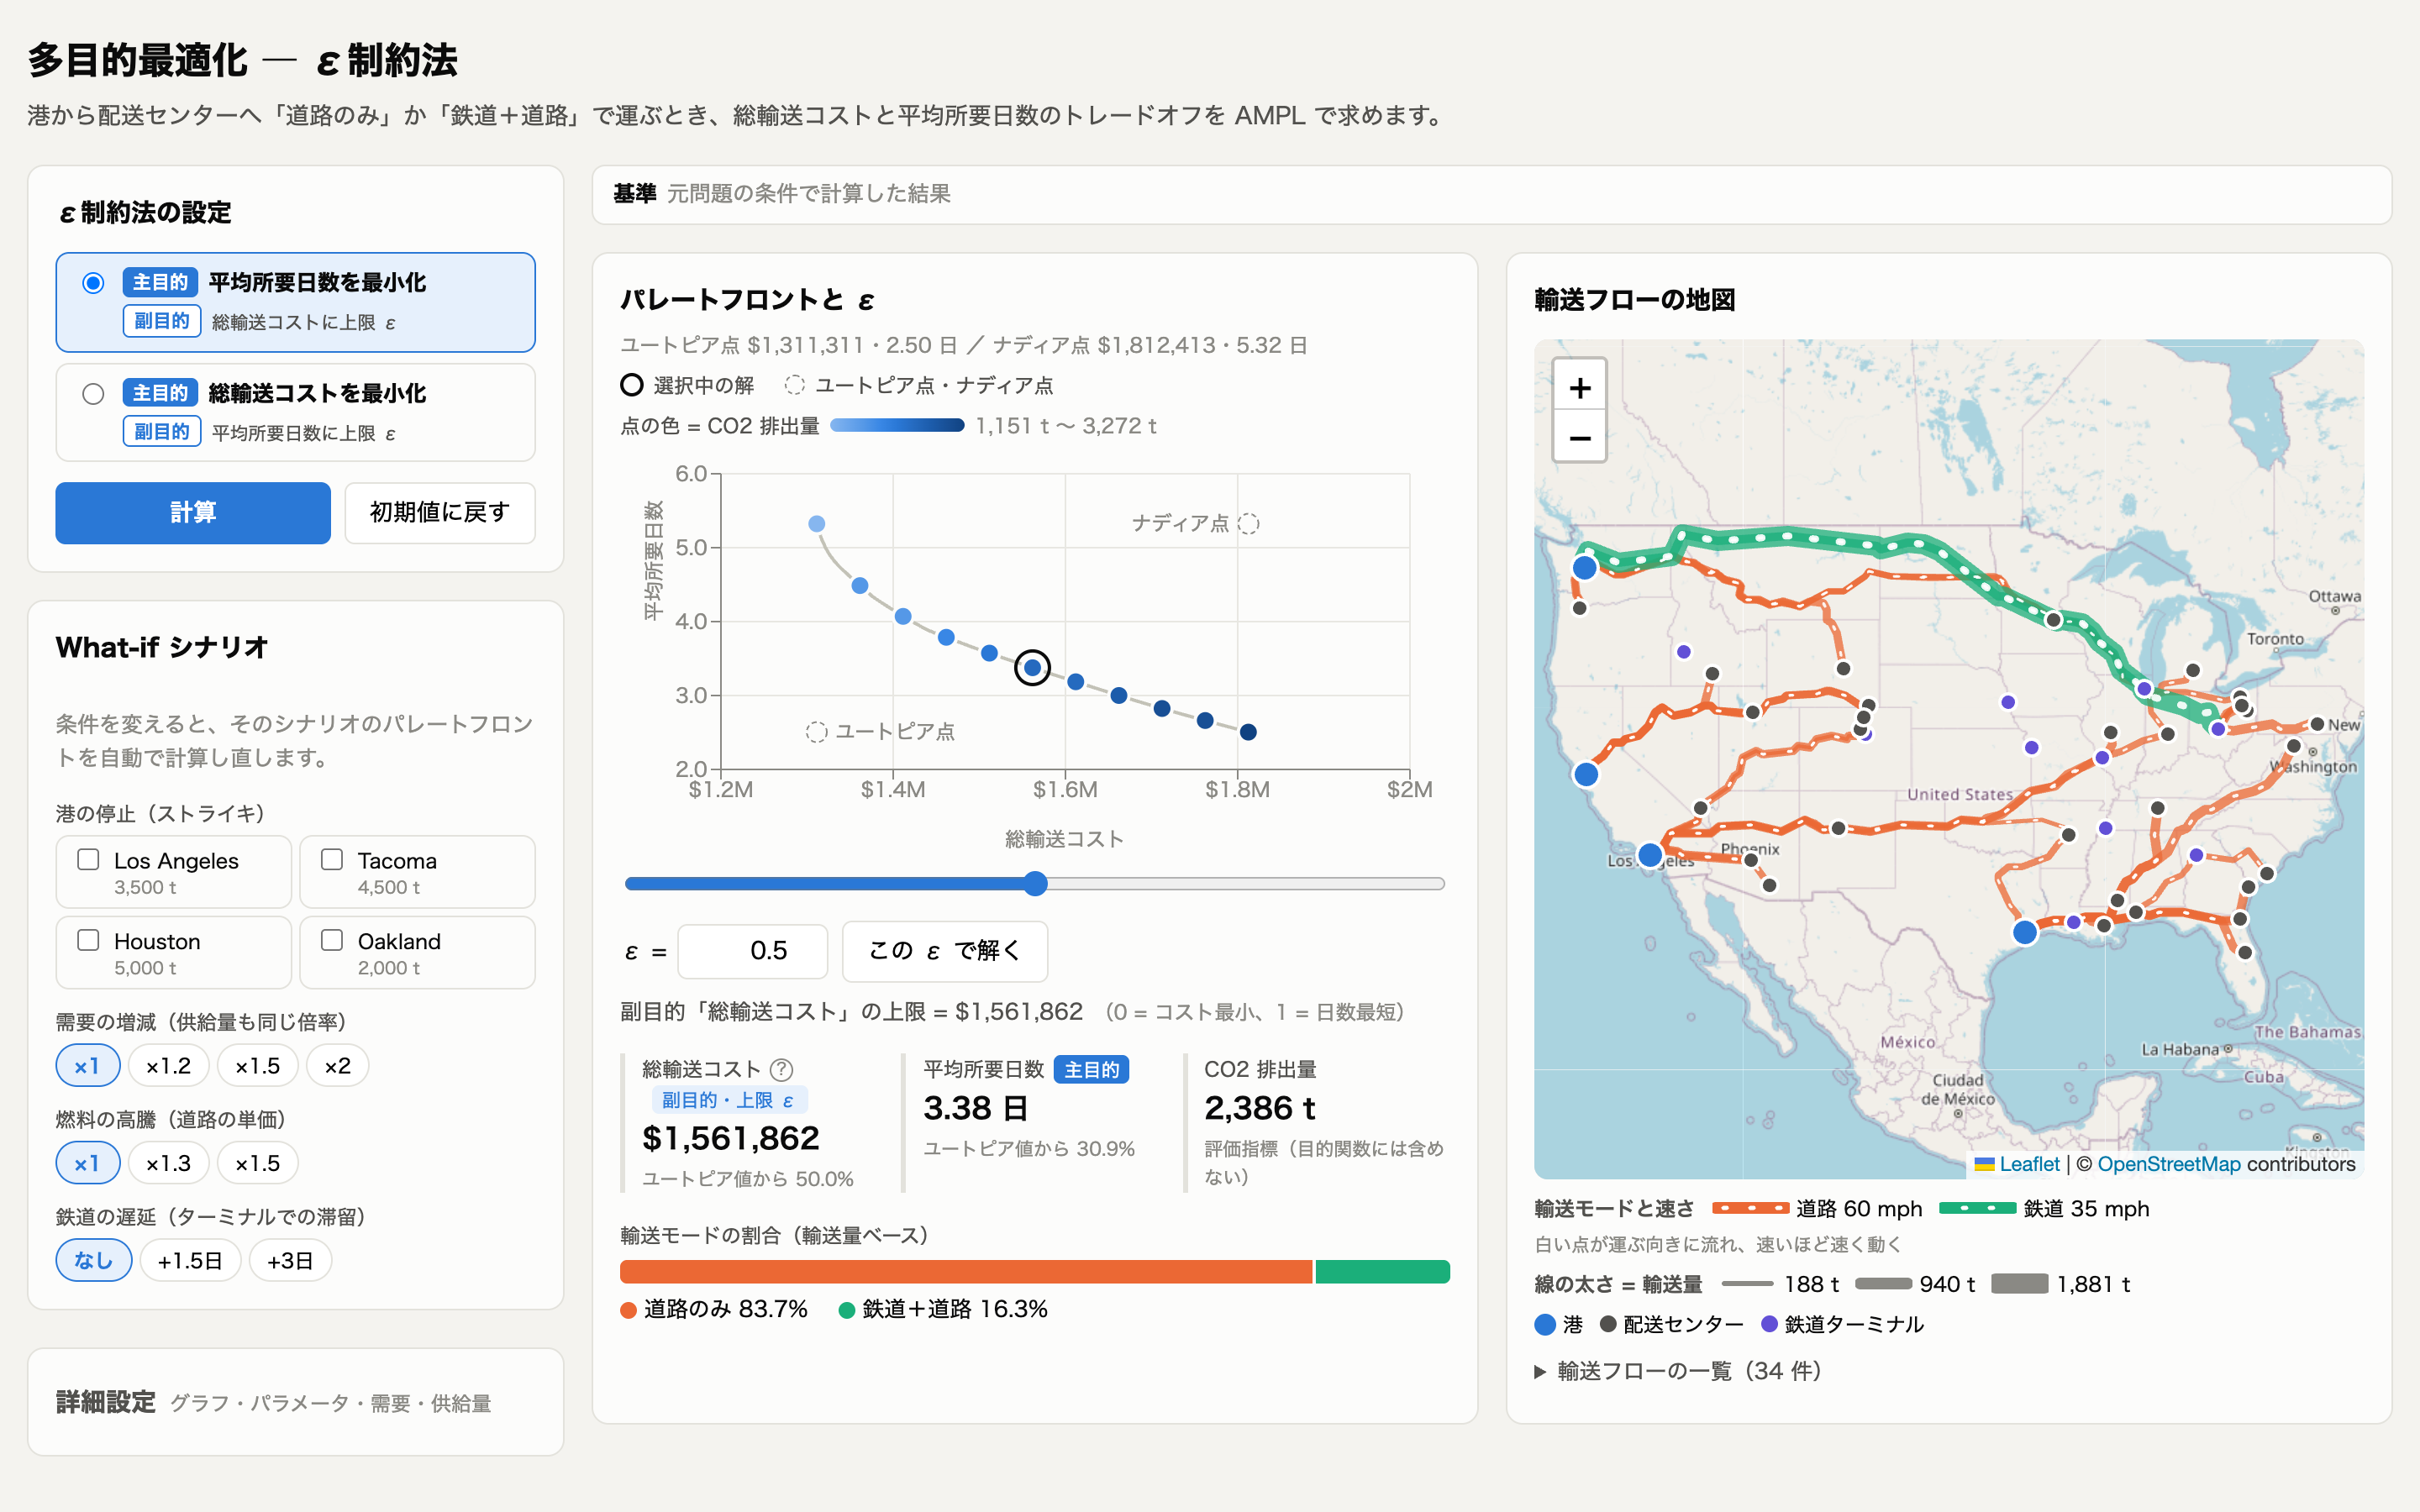 多目的最適化 — ε 制約法
港から配送センターへ「道路のみ」か「鉄道＋道路」で運ぶとき、総輸送コストと平均所要日数のトレードオフを AMPL で求めます。
ε 制約法の設定
主目的 平均所要日数を最小化
副目的 総輸送コストに上限 ε
主目的 総輸送コストを最小化
副目的 平均所要日数に上限 ε
計算 初期値に戻す
What-if シナリオ
条件を変えると、そのシナリオのパレートフロン
トを自動で計算し直します。
港の停止（ストライキ）
Los Angeles
3,500 t
Tacoma
4,500 t
Houston
5,000 t
Oakland
2,000 t
需要の増減（供給量も同じ倍率）
×1 ×1.2 ×1.5 ×2
燃料の高騰（道路の単価）
×1 ×1.3 ×1.5
鉄道の遅延（ターミナルでの滞留）
なし +1.5日 +3日
詳細設定 グラフ・パラメータ・需要・供給量
基準 元問題の条件で計算した結果
パレートフロントと ε
ユートピア点 $1,311,311・2.50 日 ／ ナディア点 $1,812,413・5.32 日
選択中の解 ユートピア点・ナディア点
点の色 = CO2 排出量 1,151 t ～ 3,272 t
平均所要日数
6.0
5.0
4.0
3.0
2.0
ナディア点
ユートピア点
$1.2M $1.4M $1.6M $1.8M $2M
総輸送コスト
ε = 0.5 この ε で解く
副目的「総輸送コスト」の上限 = $1,561,862 （0 = コスト最小、1 = 日数最短）
総輸送コスト ?
副目的・上限 ε
$1,561,862
ユートピア値から 50.0%
平均所要日数 主目的
3.38 日
ユートピア値から 30.9%
CO2 排出量
2,386 t
評価指標（目的関数には含め
ない）
輸送モードの割合（輸送量ベース）
道路のみ 83.7% 鉄道＋道路 16.3%
輸送フローの地図
+
−
Ottawa
Toronto
New
Washington
United States
Los Angeles
Phoenix
The Bahamas
La Habana
México
Cuba
Ciudad
de México
Kingston
Leaflet | © OpenStreetMap contributors
輸送モードと速さ 道路 60 mph 鉄道 35 mph
白い点が運ぶ向きに流れ、速いほど速く動く
線の太さ = 輸送量 188 t 940 t 1,881 t
港 配送センター 鉄道ターミナル
▶ 輸送フローの一覧（34 件）